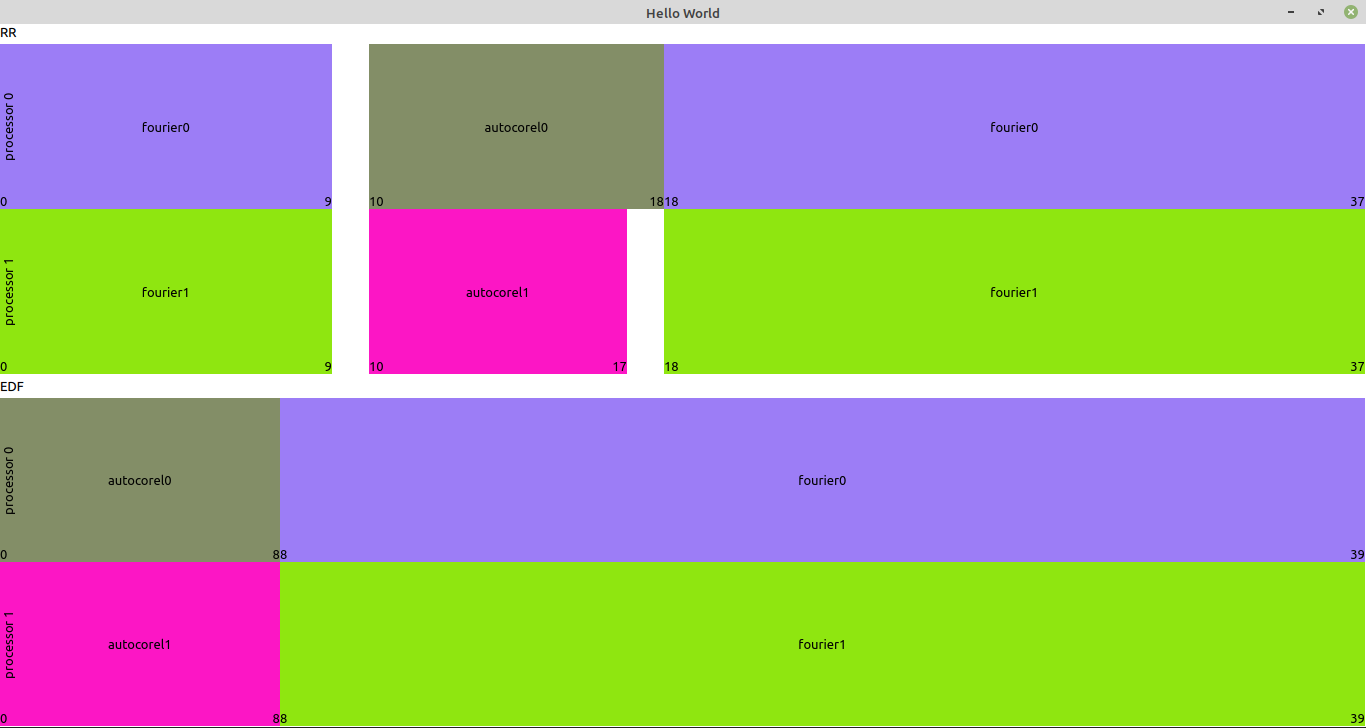 Hello World
RR
processor 0
fourier0
autocorel0
fourier0
0 9 10 18 18 37
processor 1
fourier1
autocorel1
fourier1
0 9 10 17 18 37
EDF
processor 0
autocorel0
fourier0
0 8 8 39
processor 1
autocorel1
fourier1
0 8 8 39